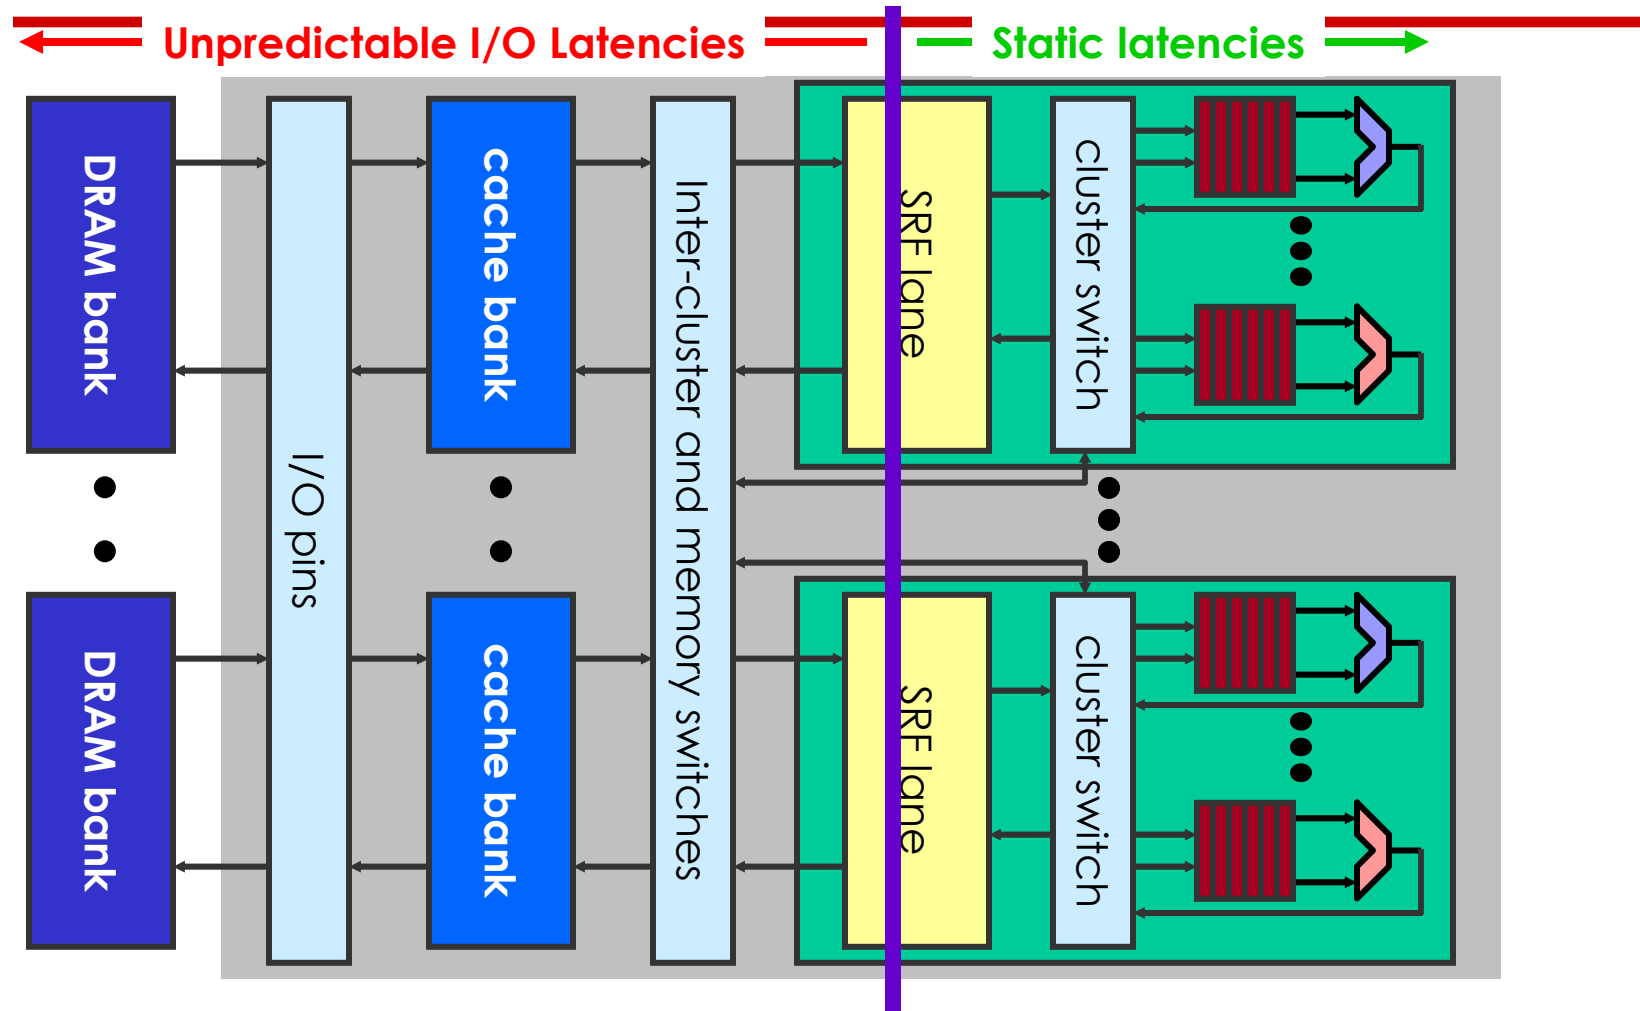 Unpredictable I/O Latencies
Static latencies
DRAM bank
I/O pins
cache bank
Inter-cluster and memory switches
SRF lane
cluster switch
DRAM bank
cache bank
SRF lane
cluster switch